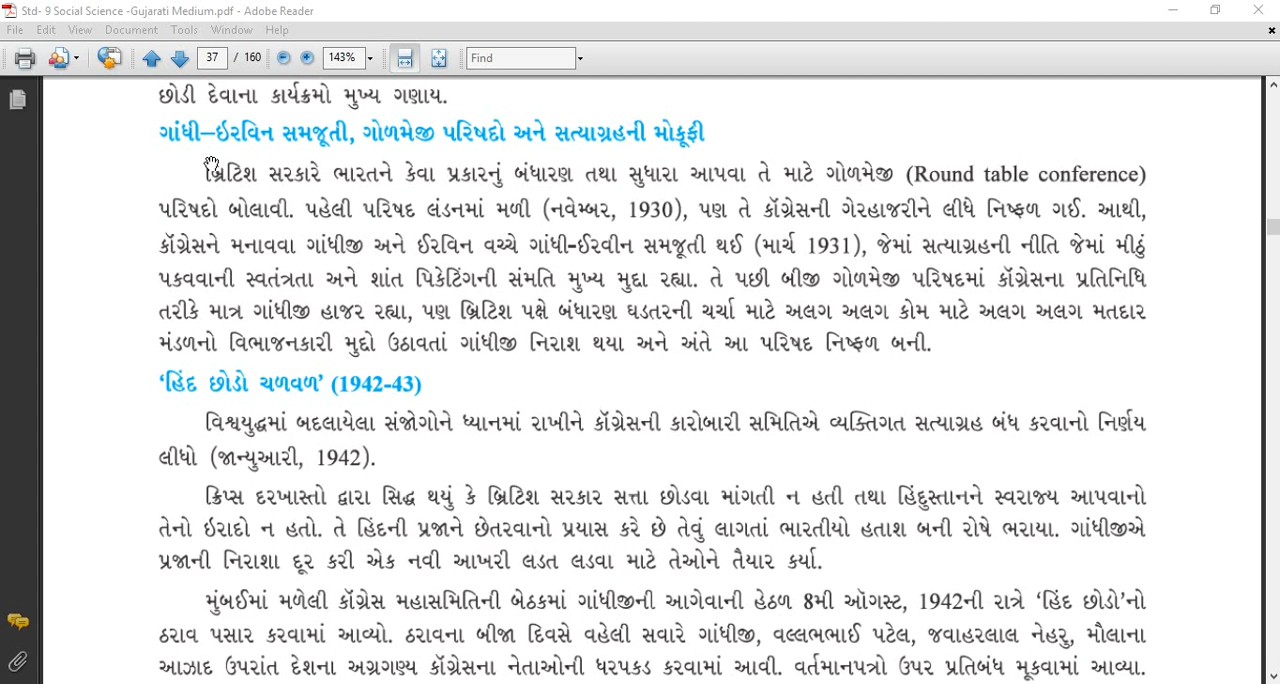 Std- 9 Social Science -Gujarati Medium.pdf - Adobe Reader
File Edit View Document Tools Window Help
37 / 160 143% Find
છોડી દેવાના કાર્યક્રમો મુખ્ય ગણાય.
ગાંધી–ઇરવિન સમજૂતી, ગોળમેજી પરિષદો અને સત્યાગ્રહની મોકૂફી
બ્રિટિશ સરકારે ભારતને કેવા પ્રકારનું બંધારણ તથા સુધારા આપવા તે માટે ગોળમેજી (Round table conference)
પરિષદો બોલાવી. પહેલી પરિષદ લંડનમાં મળી (નવેમ્બર, 1930), પણ તે કૉંગ્રેસની ગેરહાજરીને લીધે નિષ્ફળ ગઈ. આથી,
કૉંગ્રેસને મનાવવા ગાંધીજી અને ઈરવિન વચ્ચે ગાંધી-ઈરવીન સમજૂતી થઈ (માર્ચ 1931), જેમાં સત્યાગ્રહની નીતિ જેમાં મીઠું
પકવવાની સ્વતંત્રતા અને શાંત પિકેટિંગની સંમતિ મુખ્ય મુદ્દા રહ્યા. તે પછી બીજી ગોળમેજી પરિષદમાં કૉંગ્રેસના પ્રતિનિધિ
તરીકે માત્ર ગાંધીજી હાજર રહ્યા, પણ બ્રિટિશ પક્ષે બંધારણ ઘડતરની ચર્ચા માટે અલગ અલગ કોમ માટે અલગ અલગ મતદાર
મંડળનો વિભાજનકારી મુદ્દો ઉઠાવતાં ગાંધીજી નિરાશ થયા અને અંતે આ પરિષદ નિષ્ફળ બની.
‘હિંદ છોડો ચળવળ’ (1942-43)
વિશ્વયુદ્ધમાં બદલાયેલા સંજોગોને ધ્યાનમાં રાખીને કૉંગ્રેસની કારોબારી સમિતિએ વ્યક્તિગત સત્યાગ્રહ બંધ કરવાનો નિર્ણય
લીધો (જાન્યુઆરી, 1942).
ક્રિપ્સ દરખાસ્તો દ્વારા સિદ્ધ થયું કે બ્રિટિશ સરકાર સત્તા છોડવા માંગતી ન હતી તથા હિંદુસ્તાનને સ્વરાજ્ય આપવાનો
તેનો ઇરાદો ન હતો. તે હિંદની પ્રજાને છેતરવાનો પ્રયાસ કરે છે તેવું લાગતાં ભારતીયો હતાશ બની રોષે ભરાયા. ગાંધીજીએ
પ્રજાની નિરાશા દૂર કરી એક નવી આખરી લડત લડવા માટે તેઓને તૈયાર કર્યા.
મુંબઈમાં મળેલી કૉંગ્રેસ મહાસમિતિની બેઠકમાં ગાંધીજીની આગેવાની હેઠળ 8મી ઑગસ્ટ, 1942ની રાત્રે ‘હિંદ છોડો’નો
ઠરાવ પસાર કરવામાં આવ્યો. ઠરાવના બીજા દિવસે વહેલી સવારે ગાંધીજી, વલ્લભભાઈ પટેલ, જવાહરલાલ નેહરુ, મૌલાના
આઝાદ ઉપરાંત દેશના અગ્રગણ્ય કૉંગ્રેસના નેતાઓની ધરપકડ કરવામાં આવી. વર્તમાનપત્રો ઉપર પ્રતિબંધ મૂકવામાં આવ્યા.